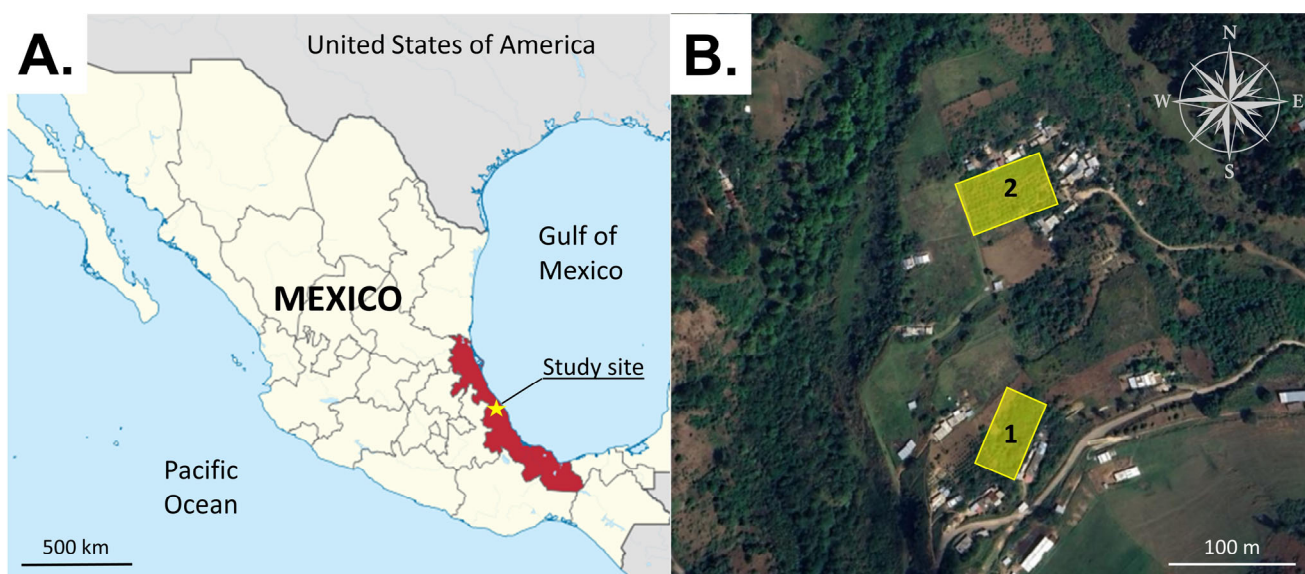 A.
United States of America
Gulf of
Mexico
MEXICO
Study site
Pacific
Ocean
500 km
B.
N
W
E
S
2
1
100 m